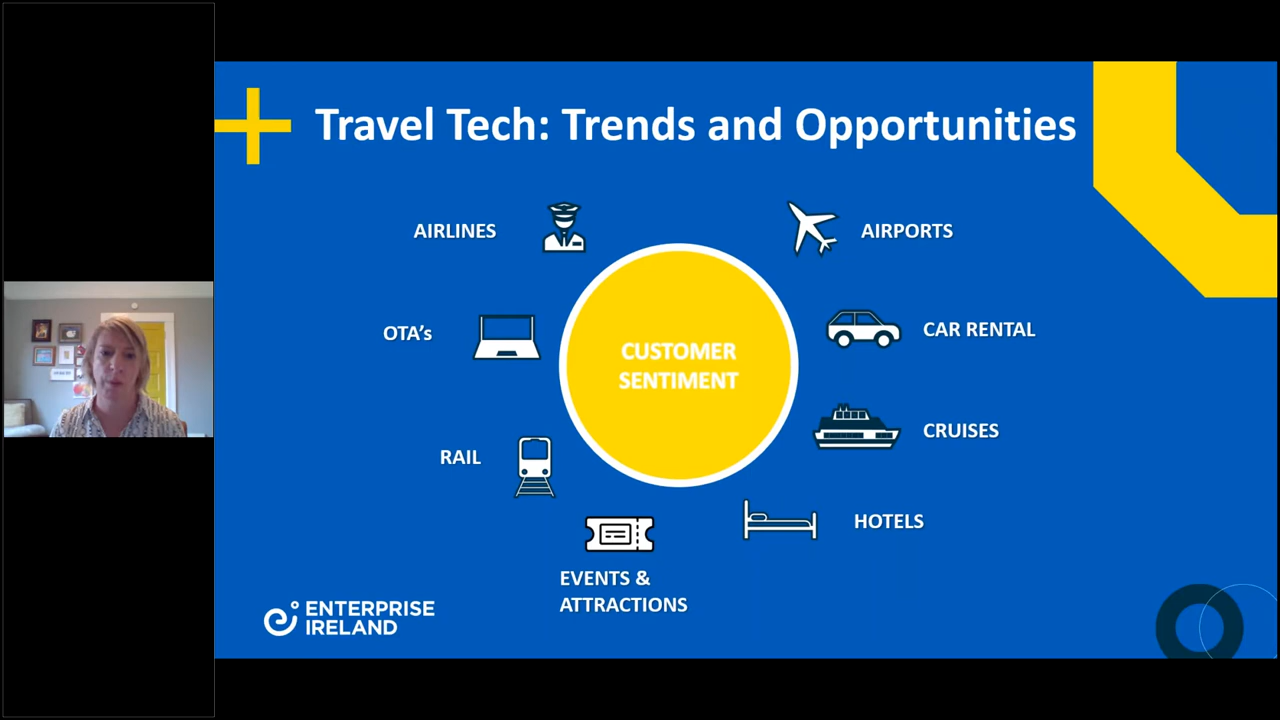 Travel Tech: Trends and Opportunities
AIRLINES
AIRPORTS
OTA's
CAR RENTAL
CUSTOMER
SENTIMENT
CRUISES
RAIL
HOTELS
EVENTS &
ATTRACTIONS
ENTERPRISE
IRELAND